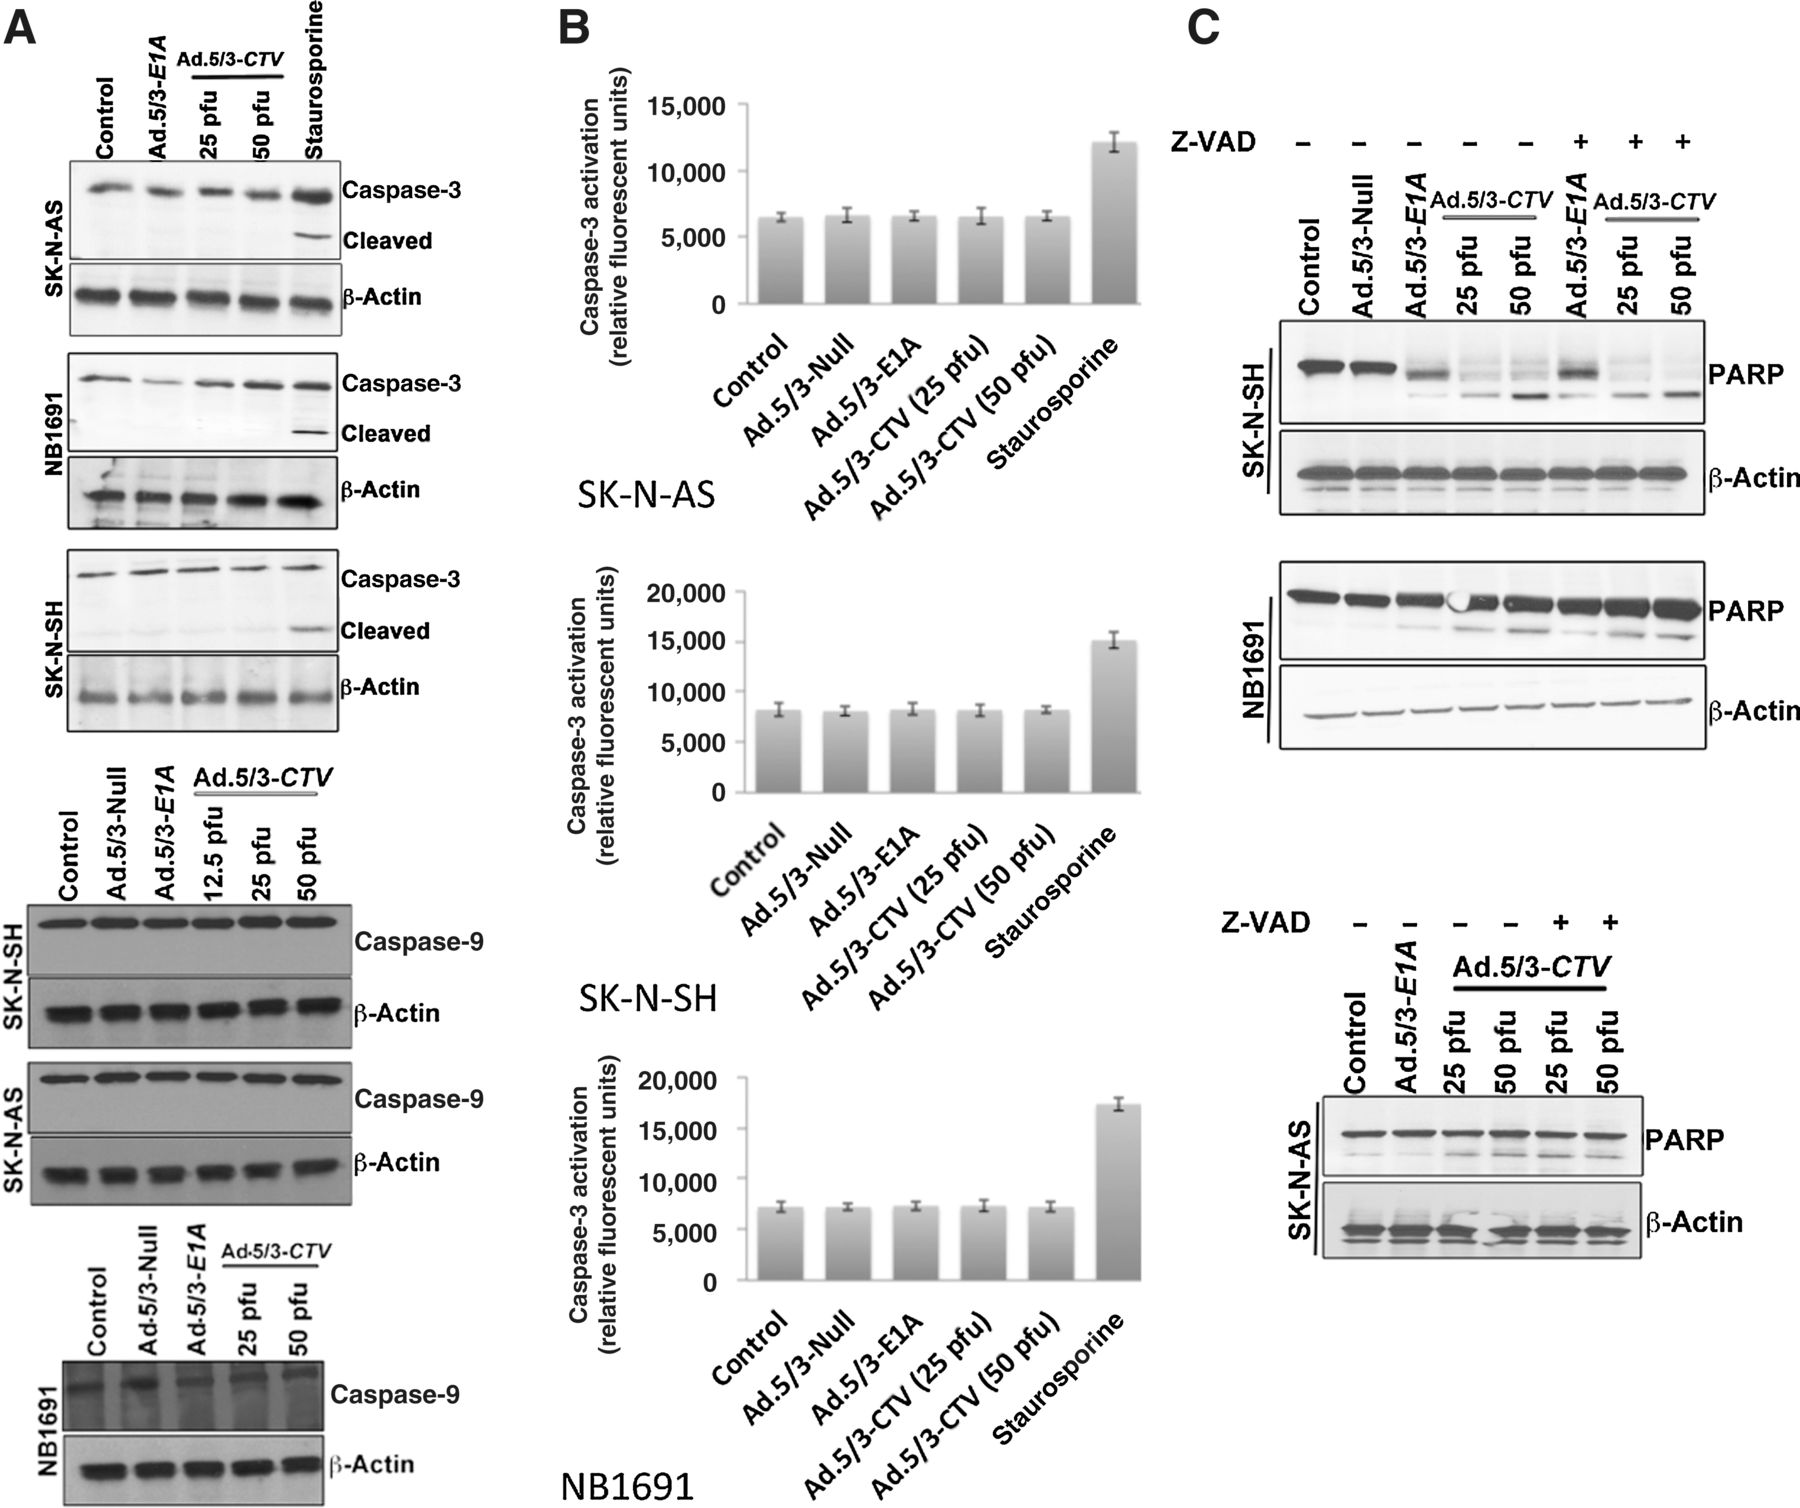 A
Ad.5/3-CTV
Control
Ad.5/3-E1A
25 pfu
50 pfu
Staurosporine
SK-N-AS
Caspase-3
Cleaved
β-Actin
NB1691
Caspase-3
Cleaved
β-Actin
SK-N-SH
Caspase-3
Cleaved
β-Actin
Ad.5/3-CTV
Control
Ad.5/3-Null
Ad.5/3-E1A
12.5 pfu
25 pfu
50 pfu
SK-N-SH
Caspase-9
β-Actin
SK-N-AS
Caspase-9
β-Actin
Ad.5/3-CTV
Control
Ad.5/3-Null
Ad.5/3-E1A
25 pfu
50 pfu
NB1691
Caspase-9
β-Actin
B
Caspase-3 activation
(relative fluorescent units)
15,000
10,000
5,000
0
Control
Ad.5/3-Null
Ad.5/3-E1A
Ad.5/3-CTV (25 pfu)
Ad.5/3-CTV (50 pfu)
Staurosporine
SK-N-AS
Caspase-3 activation
(relative fluorescent units)
20,000
15,000
10,000
5,000
0
Control
Ad.5/3-Null
Ad.5/3-E1A
Ad.5/3-CTV (25 pfu)
Ad.5/3-CTV (50 pfu)
Staurosporine
SK-N-SH
Caspase-3 activation
(relative fluorescent units)
20,000
15,000
10,000
5,000
0
Control
Ad.5/3-Null
Ad.5/3-E1A
Ad.5/3-CTV (25 pfu)
Ad.5/3-CTV (50 pfu)
Staurosporine
NB1691
C
Z-VAD – – – – – + + +
Ad.5/3-CTV Ad.5/3-CTV
Control
Ad.5/3-Null
Ad.5/3-E1A
25 pfu
50 pfu
Ad.5/3-E1A
25 pfu
50 pfu
SK-N-SH
PARP
β-Actin
NB1691
PARP
β-Actin
Z-VAD – – – – + +
Ad.5/3-CTV
Control
Ad.5/3-E1A
25 pfu
50 pfu
25 pfu
50 pfu
SK-N-AS
PARP
β-Actin